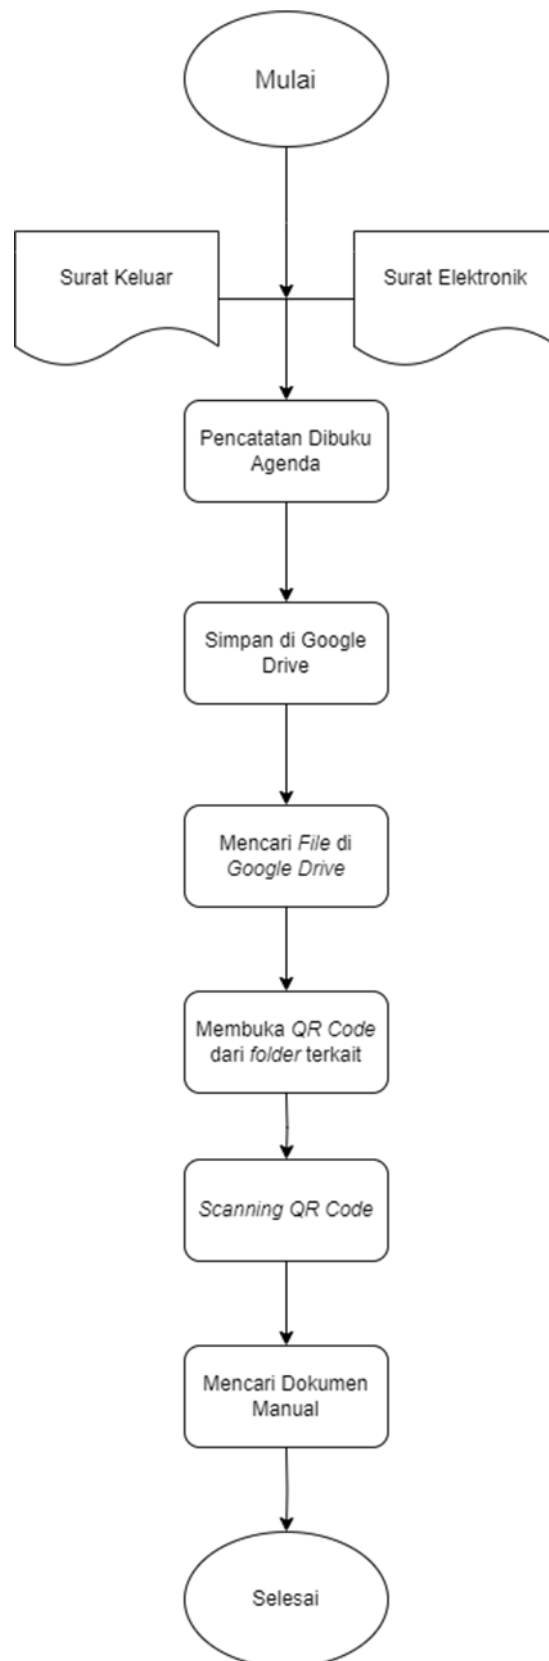 Mulai
Surat Keluar
Surat Elektronik
Pencatatan Dibuku
Agenda
Simpan di Google
Drive
Mencari File di
Google Drive
Membuka QR Code
dari folder terkait
Scanning QR Code
Mencari Dokumen
Manual
Selesai